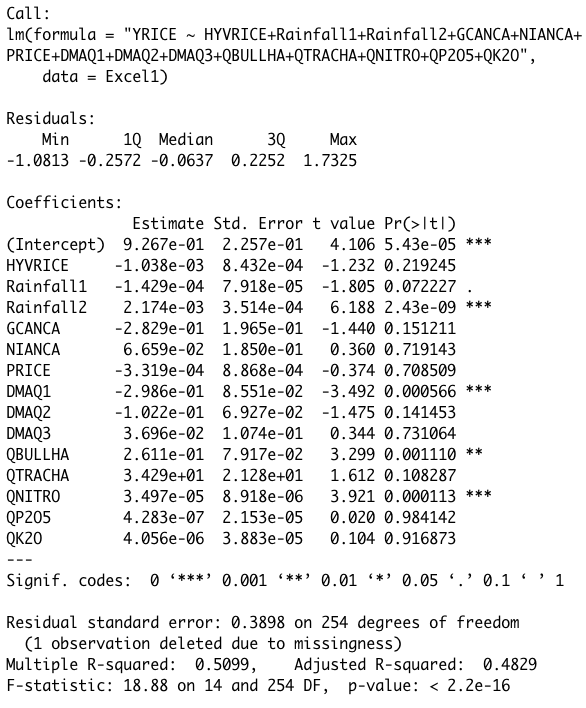 Call:
lm(formula = "YRICE ~ HYVRICE+Rainfall1+Rainfall2+GCANCA+NIANCA+
PRICE+DMAQ1+DMAQ2+DMAQ3+QBULLHA+QTRACHA+QNITRO+QP2O5+QK2O",
    data = Excel1)

Residuals:
    Min      1Q  Median      3Q     Max
-1.0813 -0.2572 -0.0637  0.2252  1.7325

Coefficients:
              Estimate Std. Error t value Pr(>|t|)
(Intercept)  9.267e-01  2.257e-01   4.106 5.43e-05 ***
HYVRICE     -1.038e-03  8.432e-04  -1.232 0.219245
Rainfall1   -1.429e-04  7.918e-05  -1.805 0.072227 .
Rainfall2    2.174e-03  3.514e-04   6.188 2.43e-09 ***
GCANCA      -2.829e-01  1.965e-01  -1.440 0.151211
NIANCA       6.659e-02  1.850e-01   0.360 0.719143
PRICE       -3.319e-04  8.868e-04  -0.374 0.708509
DMAQ1       -2.986e-01  8.551e-02  -3.492 0.000566 ***
DMAQ2       -1.022e-01  6.927e-02  -1.475 0.141453
DMAQ3        3.696e-02  1.074e-01   0.344 0.731064
QBULLHA      2.611e-01  7.917e-02   3.299 0.001110 **
QTRACHA      3.429e+01  2.128e+01   1.612 0.108287
QNITRO       3.497e-05  8.918e-06   3.921 0.000113 ***
QP2O5        4.283e-07  2.153e-05   0.020 0.984142
QK2O         4.056e-06  3.883e-05   0.104 0.916873
---
Signif. codes:  0 ‘***’ 0.001 ‘**’ 0.01 ‘*’ 0.05 ‘.’ 0.1 ‘ ’ 1

Residual standard error: 0.3898 on 254 degrees of freedom
  (1 observation deleted due to missingness)
Multiple R-squared:  0.5099,    Adjusted R-squared:  0.4829
F-statistic: 18.88 on 14 and 254 DF,  p-value: < 2.2e-16